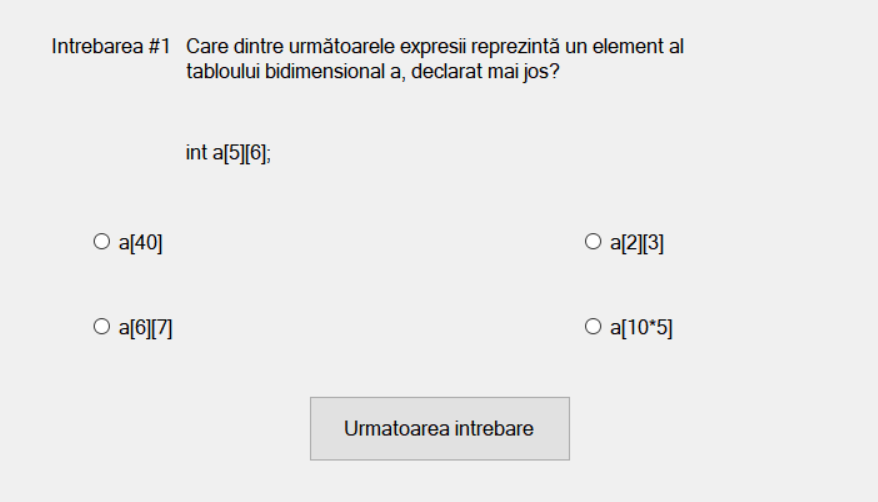 Intrebarea #1 Care dintre următoarele expresii reprezintă un element al
tabloului bidimensional a, declarat mai jos?
int a[5][6];
a[40]
a[2][3]
a[6][7]
a[10*5]
Urmatoarea intrebare